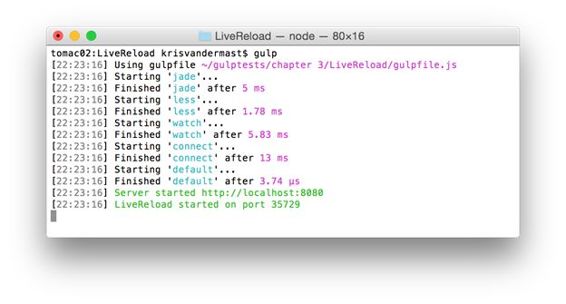 LiveReload — node — 80×16
tomac02:LiveReload krisvandermast$ gulp
[22:23:16] Using gulpfile ~/gulptests/chapter 3/LiveReload/gulpfile.js
[22:23:16] Starting 'jade'...
[22:23:16] Finished 'jade' after 5 ms
[22:23:16] Starting 'less'...
[22:23:16] Finished 'less' after 1.78 ms
[22:23:16] Starting 'watch'...
[22:23:16] Finished 'watch' after 5.83 ms
[22:23:16] Starting 'connect'...
[22:23:16] Finished 'connect' after 13 ms
[22:23:16] Starting 'default'...
[22:23:16] Finished 'default' after 3.74 μs
[22:23:16] Server started http://localhost:8080
[22:23:16] LiveReload started on port 35729